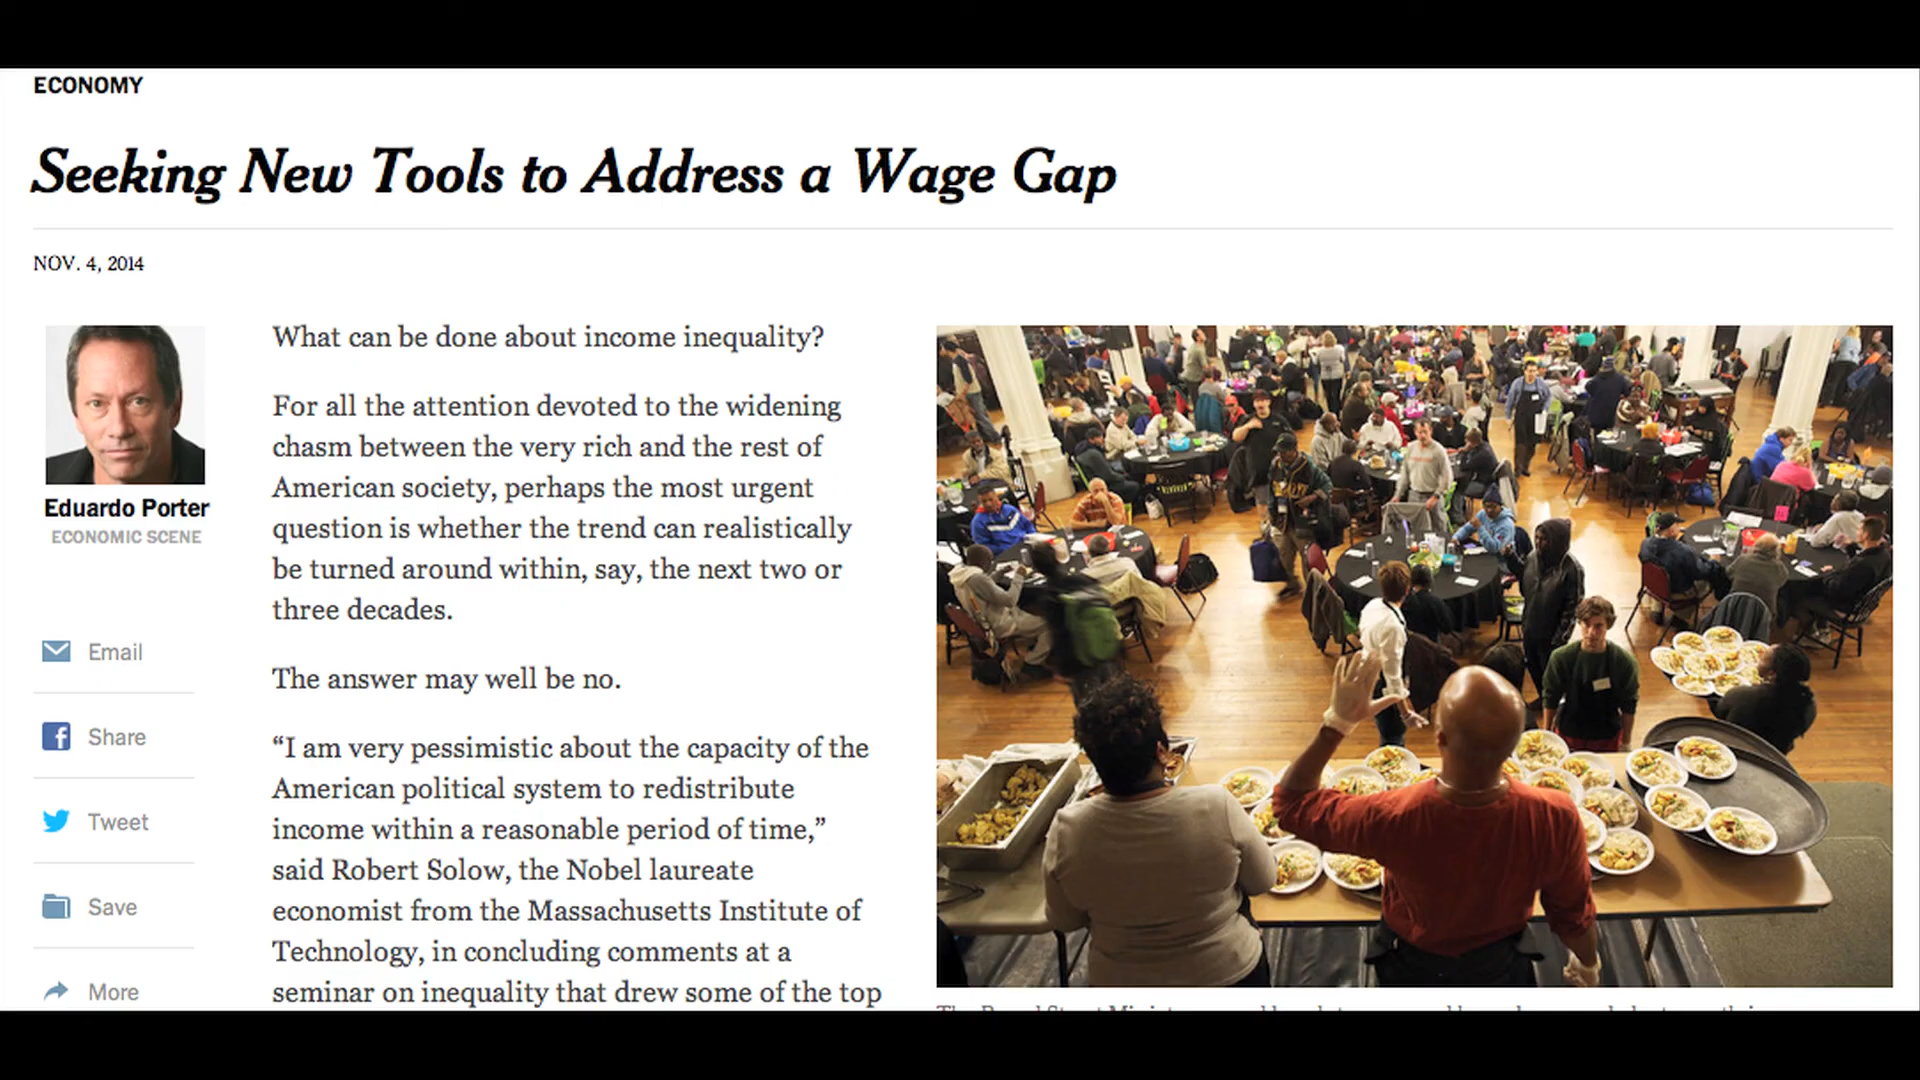 ECONOMY
Seeking New Tools to Address a Wage Gap
NOV. 4, 2014
Eduardo Porter
ECONOMIC SCENE
Email
Share
Tweet
Save
More
What can be done about income inequality?
For all the attention devoted to the widening
chasm between the very rich and the rest of
American society, perhaps the most urgent
question is whether the trend can realistically
be turned around within, say, the next two or
three decades.
The answer may well be no.
“I am very pessimistic about the capacity of the
American political system to redistribute
income within a reasonable period of time,”
said Robert Solow, the Nobel laureate
economist from the Massachusetts Institute of
Technology, in concluding comments at a
seminar on inequality that drew some of the top